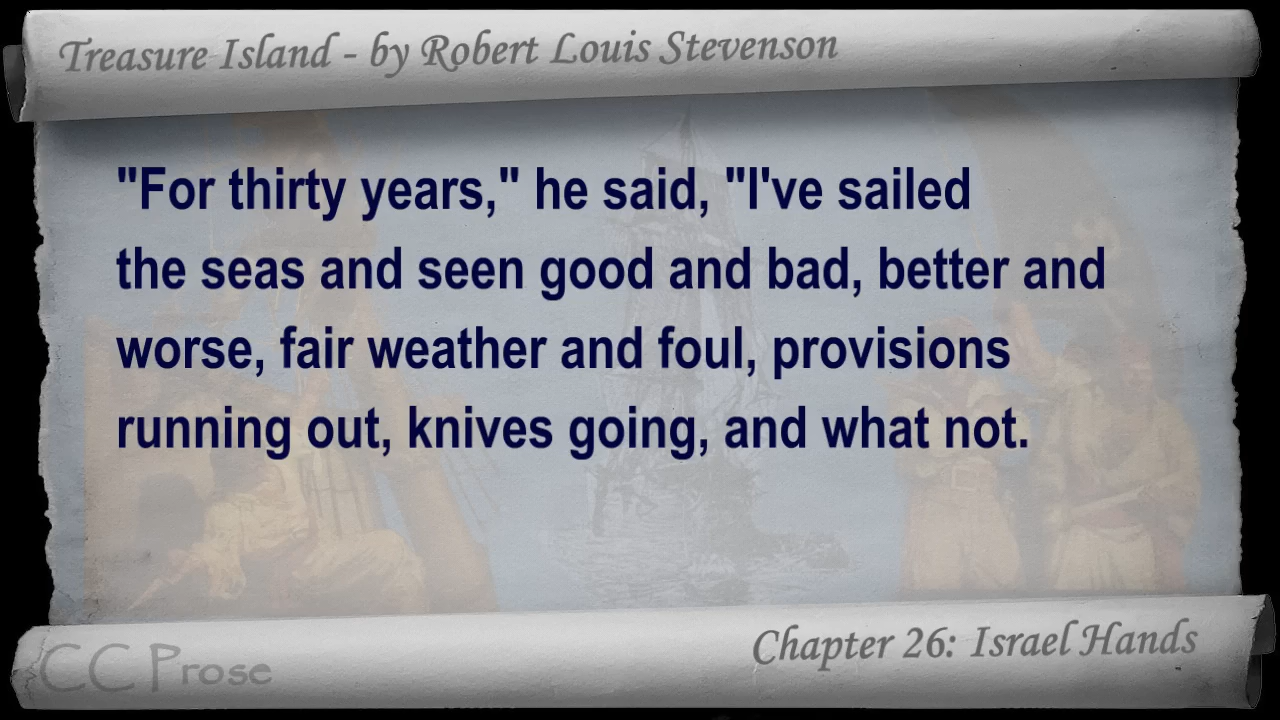 Treasure Island - by Robert Louis Stevenson
"For thirty years," he said, "I've sailed
the seas and seen good and bad, better and
worse, fair weather and foul, provisions
running out, knives going, and what not.
Chapter 26: Israel Hands
CC Prose